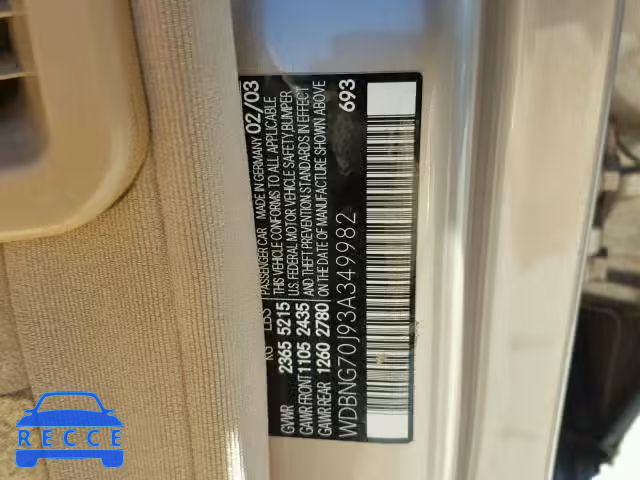 PASSENGER CAR MADE IN GERMANY 02/03
THIS VEHICLE CONFORMS TO ALL APPLICABLE
U.S. FEDERAL MOTOR VEHICLE SAFETY, BUMPER
AND THEFT PREVENTION STANDARDS IN EFFECT
ON THE DATE OF MANUFACTURE SHOWN ABOVE
KG LBS
GVWR 2365 5215
GAWR FRONT 1105 2435
GAWR REAR 1260 2780
693
WDBNG70J93A349982
RECCE